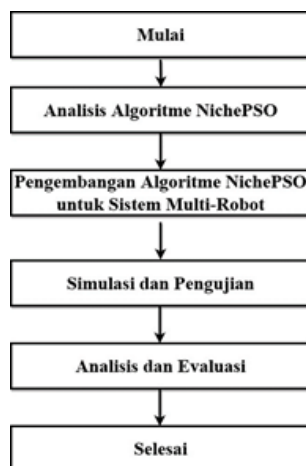 Mulai
Analisis Algoritme NichePSO
Pengembangan Algoritme NichePSO
untuk Sistem Multi-Robot
Simulasi dan Pengujian
Analisis dan Evaluasi
Selesai